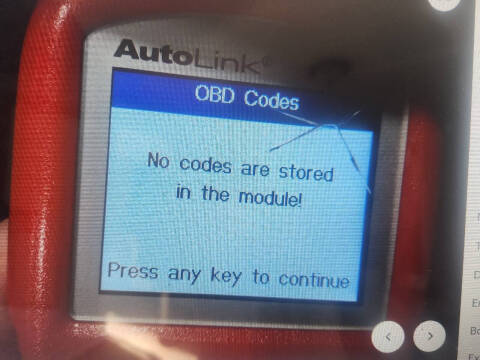 AutoLink®
OBD Codes
No codes are stored
in the module!
Press any key to continue